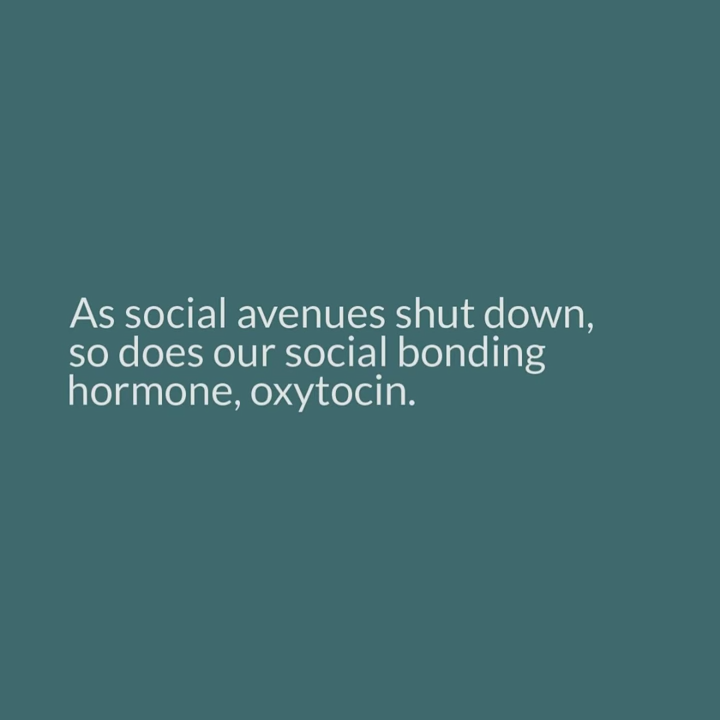 As social avenues shut down,
so does our social bonding
hormone, oxytocin.